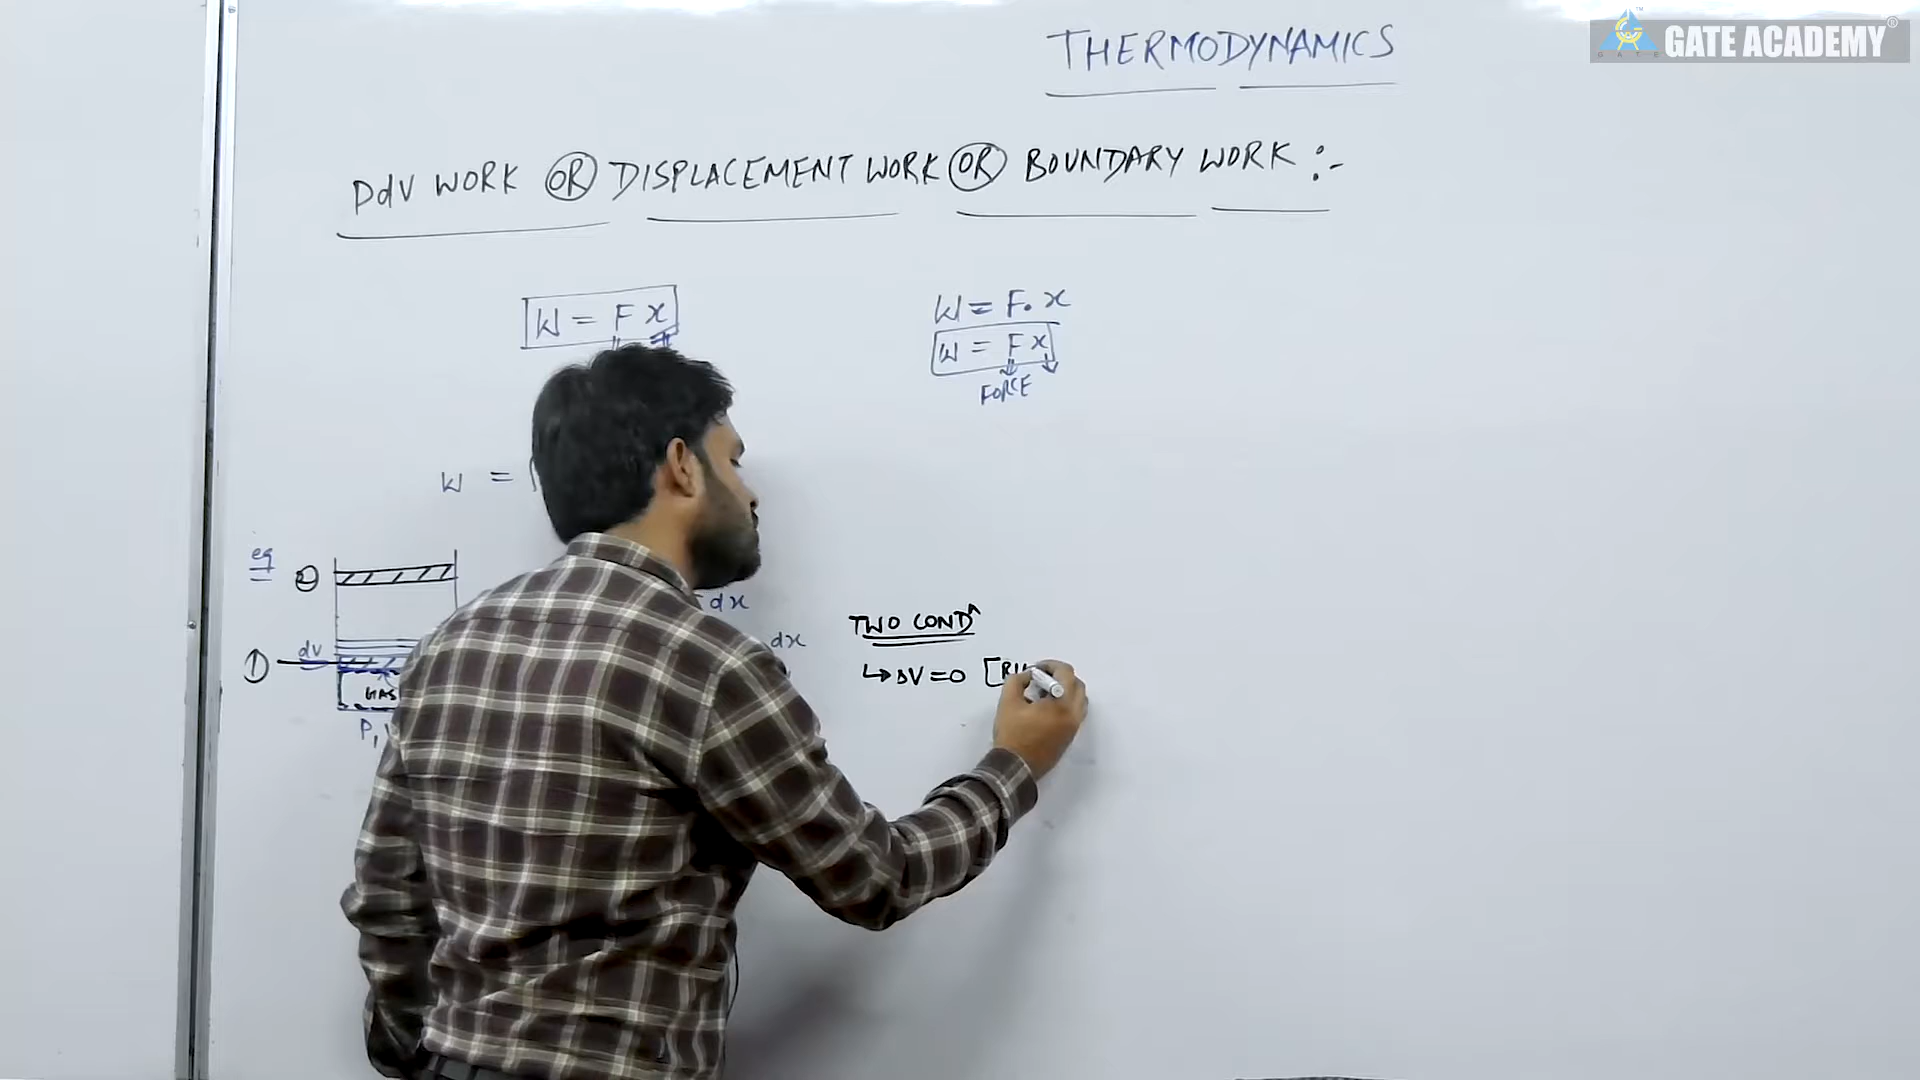 GATE ACADEMY
THERMODYNAMICS
PdV WORK OR DISPLACEMENT WORK OR BOUNDARY WORK :-
W = F x
W = F. x
W = F x
FORCE
W =
eg
2
dx
dx
dV
1
GAS
TWO COND^n
↳ ΔV = 0